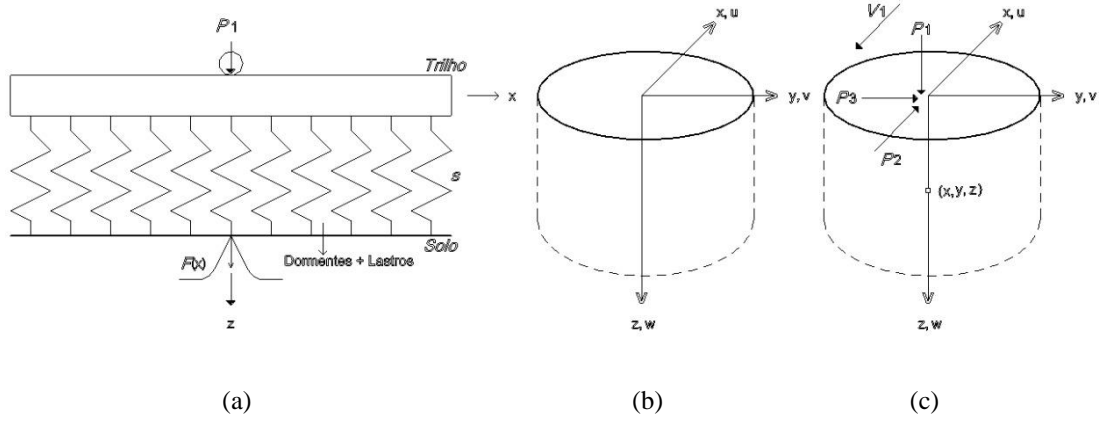 P1
Trilho
x
s
Solo
F(x)
Dormentes + Lastros
z
(a)
x, u
y, v
z, w
(b)
V1
x, u
P1
P3
y, v
P2
(x, y, z)
z, w
(c)